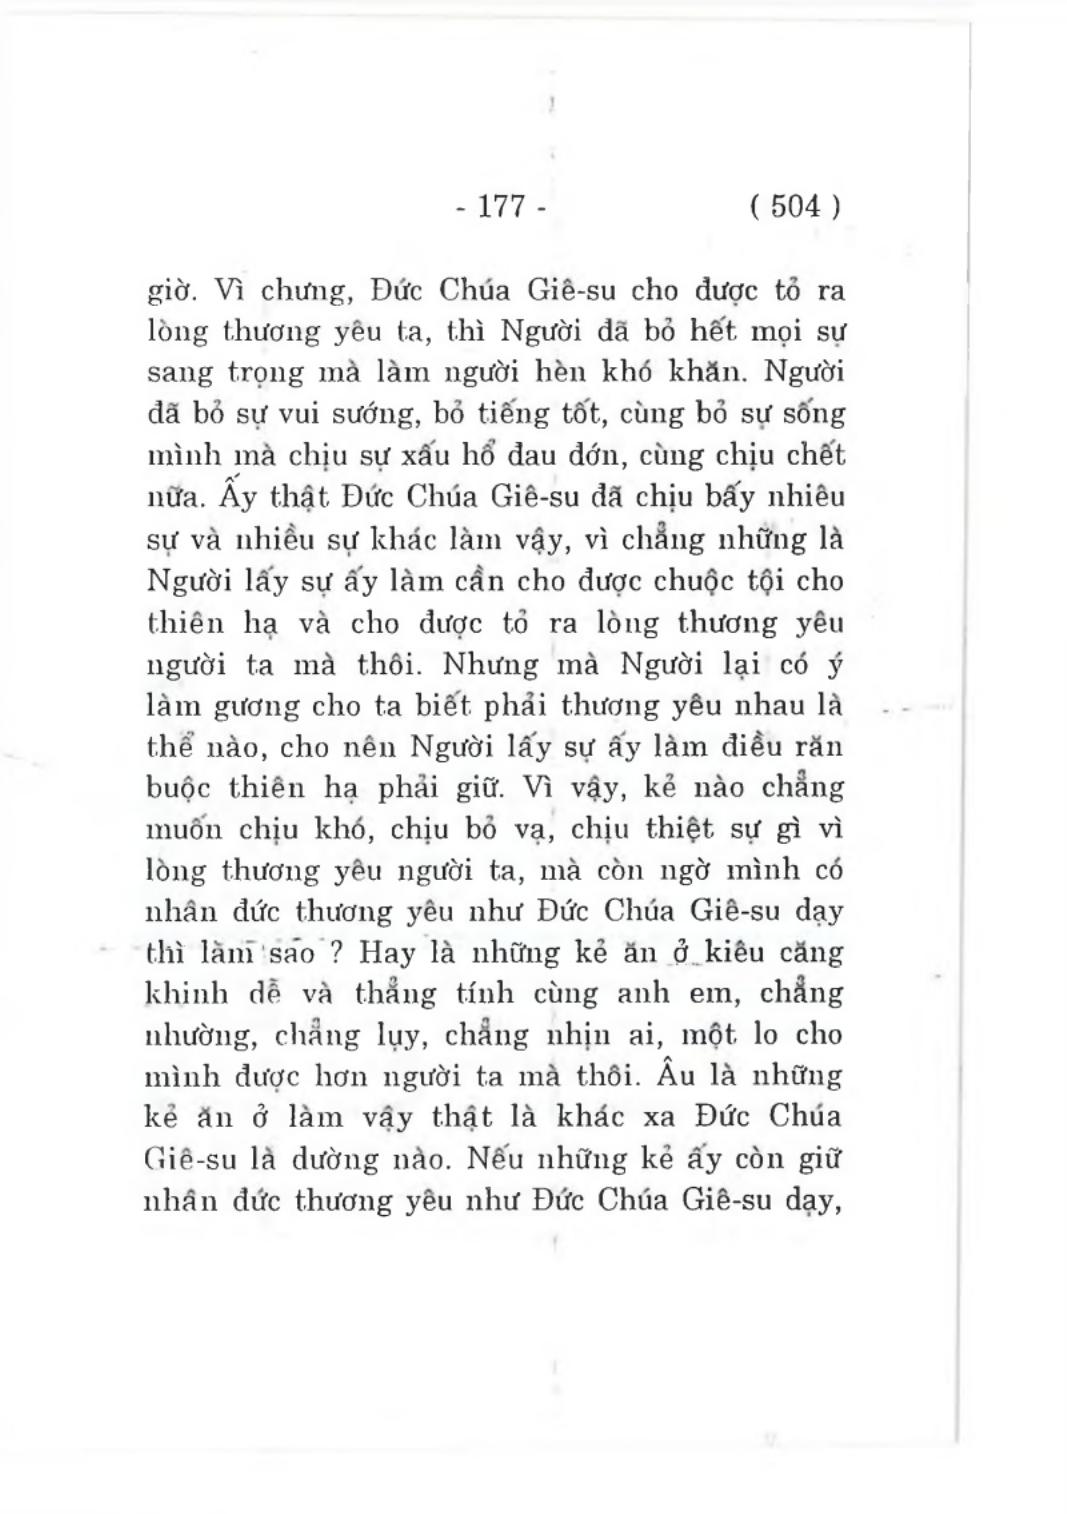 - 177 - ( 504 )
giờ. Vì chưng, Đức Chúa Giê-su cho được tỏ ra
lòng thương yêu ta, thì Người đã bỏ hết mọi sự
sang trọng mà làm người hèn khó khăn. Người
đã bỏ sự vui sướng, bỏ tiếng tốt, cùng bỏ sự sống
mình mà chịu sự xấu hổ đau đớn, cùng chịu chết
nữa. Ấy thật Đức Chúa Giê-su đã chịu bấy nhiêu
sự và nhiều sự khác làm vậy, vì chẳng những là
Người lấy sự ấy làm cần cho được chuộc tội cho
thiên hạ và cho được tỏ ra lòng thương yêu
người ta mà thôi. Nhưng mà Người lại có ý
làm gương cho ta biết phải thương yêu nhau là
thể nào, cho nên Người lấy sự ấy làm điều răn
buộc thiên hạ phải giữ. Vì vậy, kẻ nào chẳng
muốn chịu khó, chịu bỏ vạ, chịu thiệt sự gì vì
lòng thương yêu người ta, mà còn ngờ mình có
nhân đức thương yêu như Đức Chúa Giê-su dạy
thì làm sao ? Hay là những kẻ ăn ở kiêu căng
khinh dễ và thẳng tính cùng anh em, chẳng
nhường, chẳng lụy, chẳng nhịn ai, một lo cho
mình được hơn người ta mà thôi. Âu là những
kẻ ăn ở làm vậy thật là khác xa Đức Chúa
Giê-su là dường nào. Nếu những kẻ ấy còn giữ
nhân đức thương yêu như Đức Chúa Giê-su dạy,